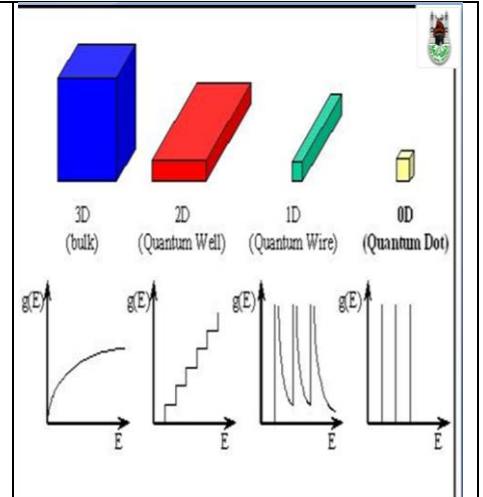 3D 2D 1D 0D
(bulk) (Quantum Well) (Quantum Wire) (Quantum Dot)
g(E) g(E) g(E) g(E)
E E E E